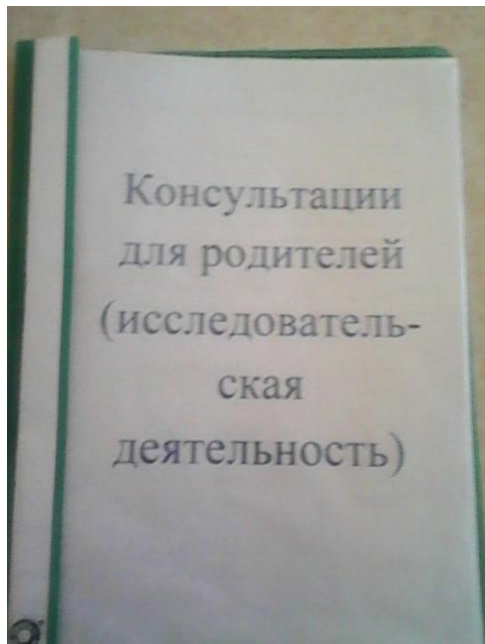 Консультации
для родителей
(исследователь-
ская
деятельность)